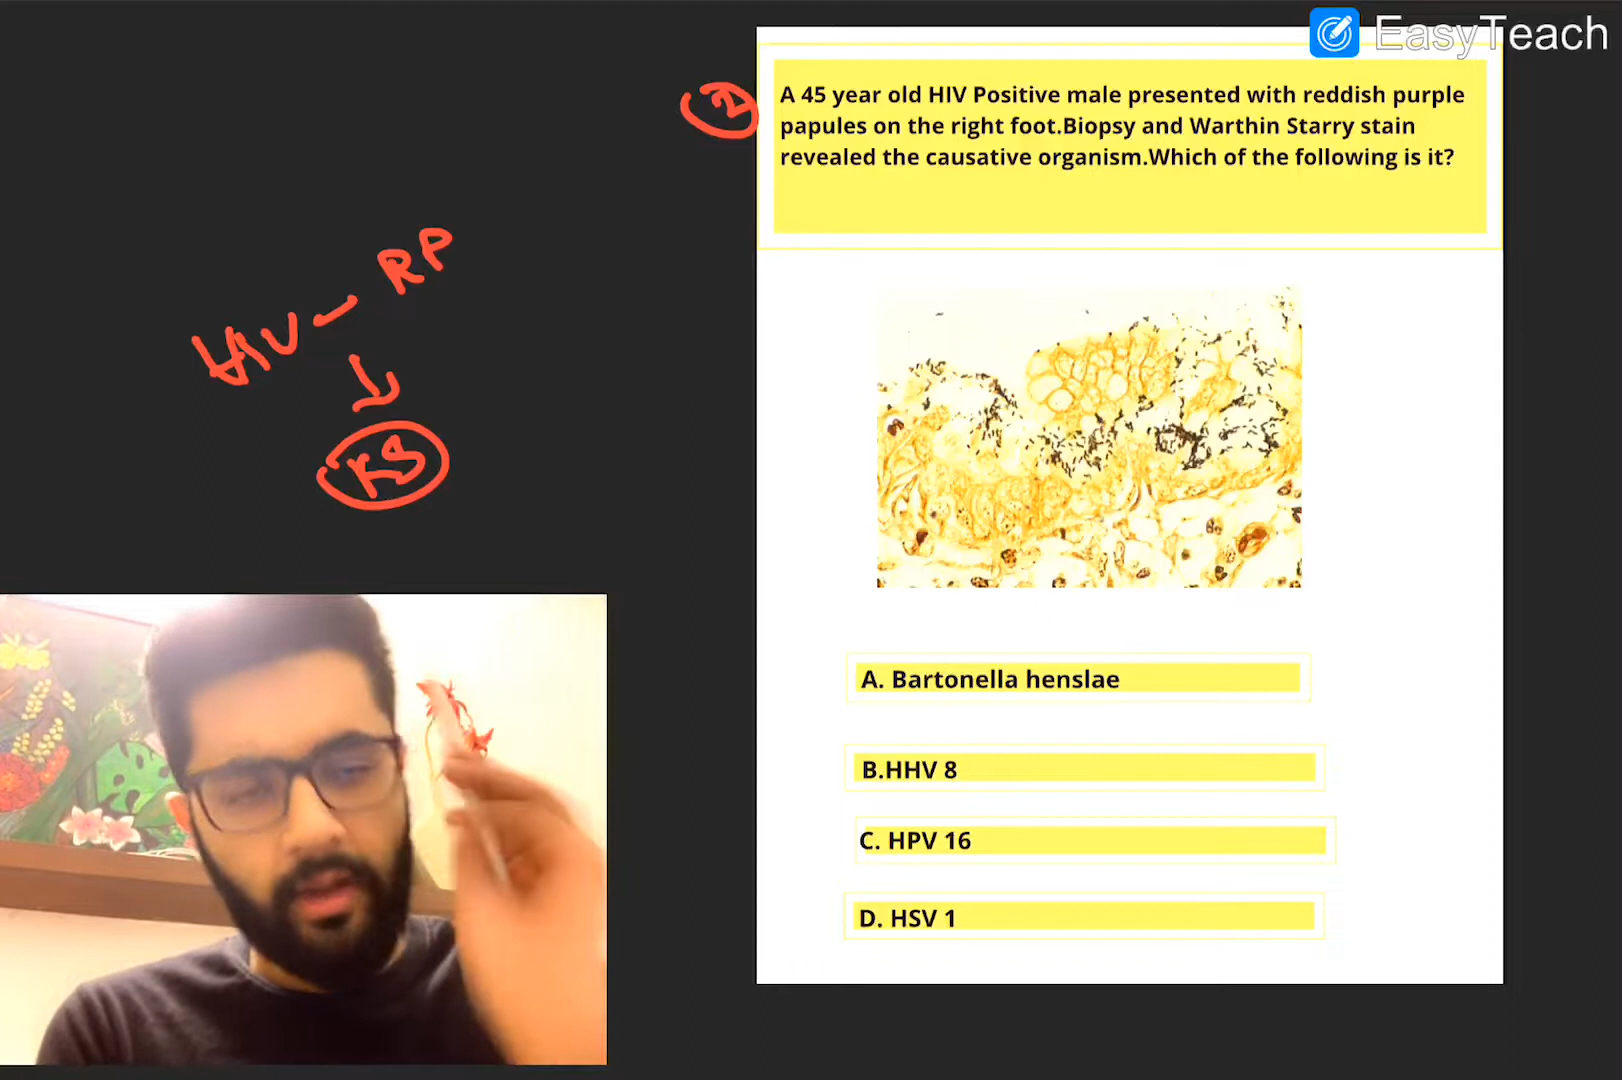 EasyTeach
2
A 45 year old HIV Positive male presented with reddish purple
papules on the right foot.Biopsy and Warthin Starry stain
revealed the causative organism.Which of the following is it?
HIV - RP
KS
A. Bartonella henslae
B.HHV 8
C. HPV 16
D. HSV 1